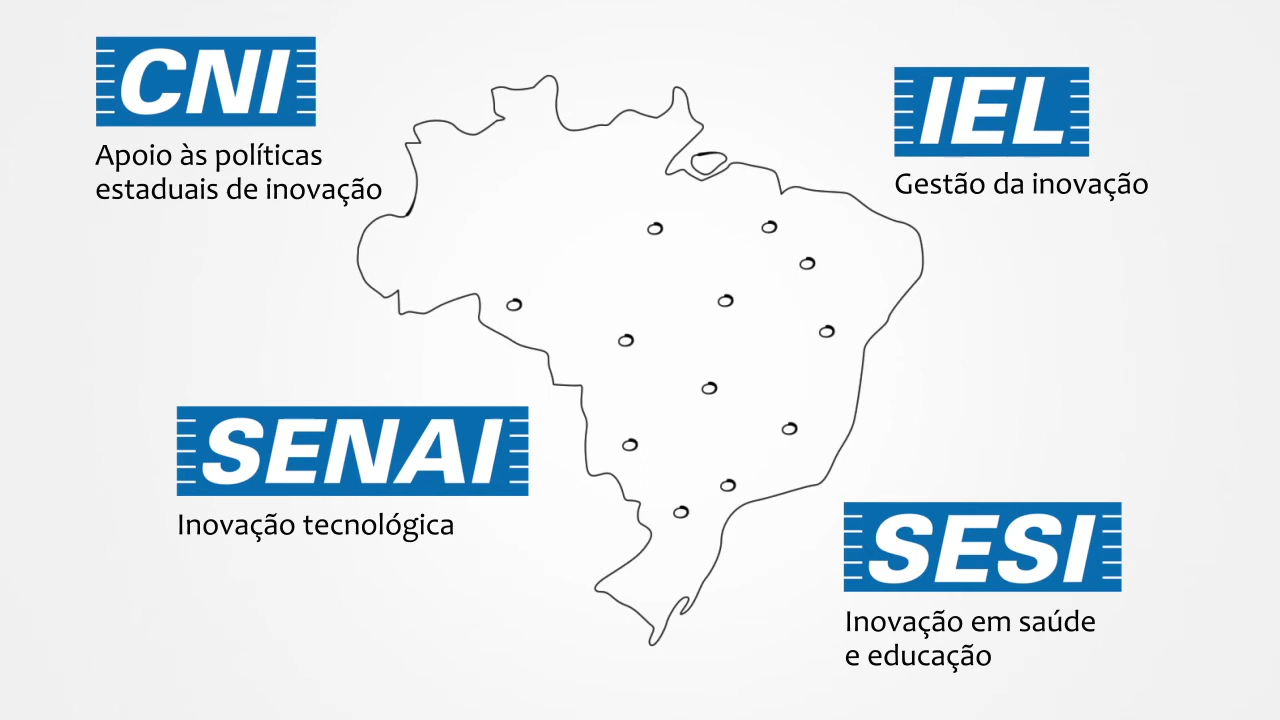 CNI
Apoio às políticas
estaduais de inovação
IEL
Gestão da inovação
SENAI
Inovação tecnológica
SESI
Inovação em saúde
e educação